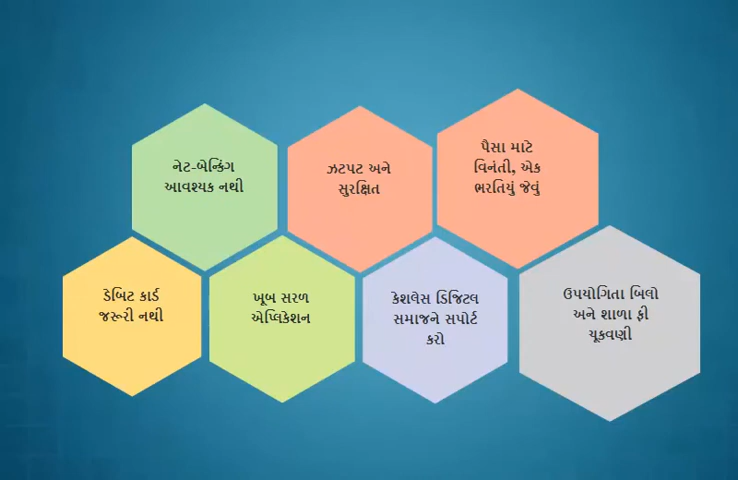 નેટ-બેન્કિંગ
આવશ્યક નથી
ઝટપટ અને
સુરક્ષિત
પૈસા માટે
વિનંતી, એક
ભરતિયું જેવું
ડેબિટ કાર્ડ
જરૂરી નથી
ખૂબ સરળ
એપ્લિકેશન
કેશલેસ ડિજિટલ
સમાજને સપોર્ટ
કરો
ઉપયોગિતા બિલો
અને શાળા ફી
ચૂકવણી